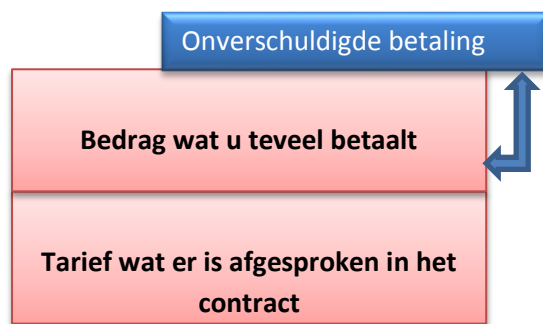 Onverschuldigde betaling
Bedrag wat u teveel betaalt
Tarief wat er is afgesproken in het
contract